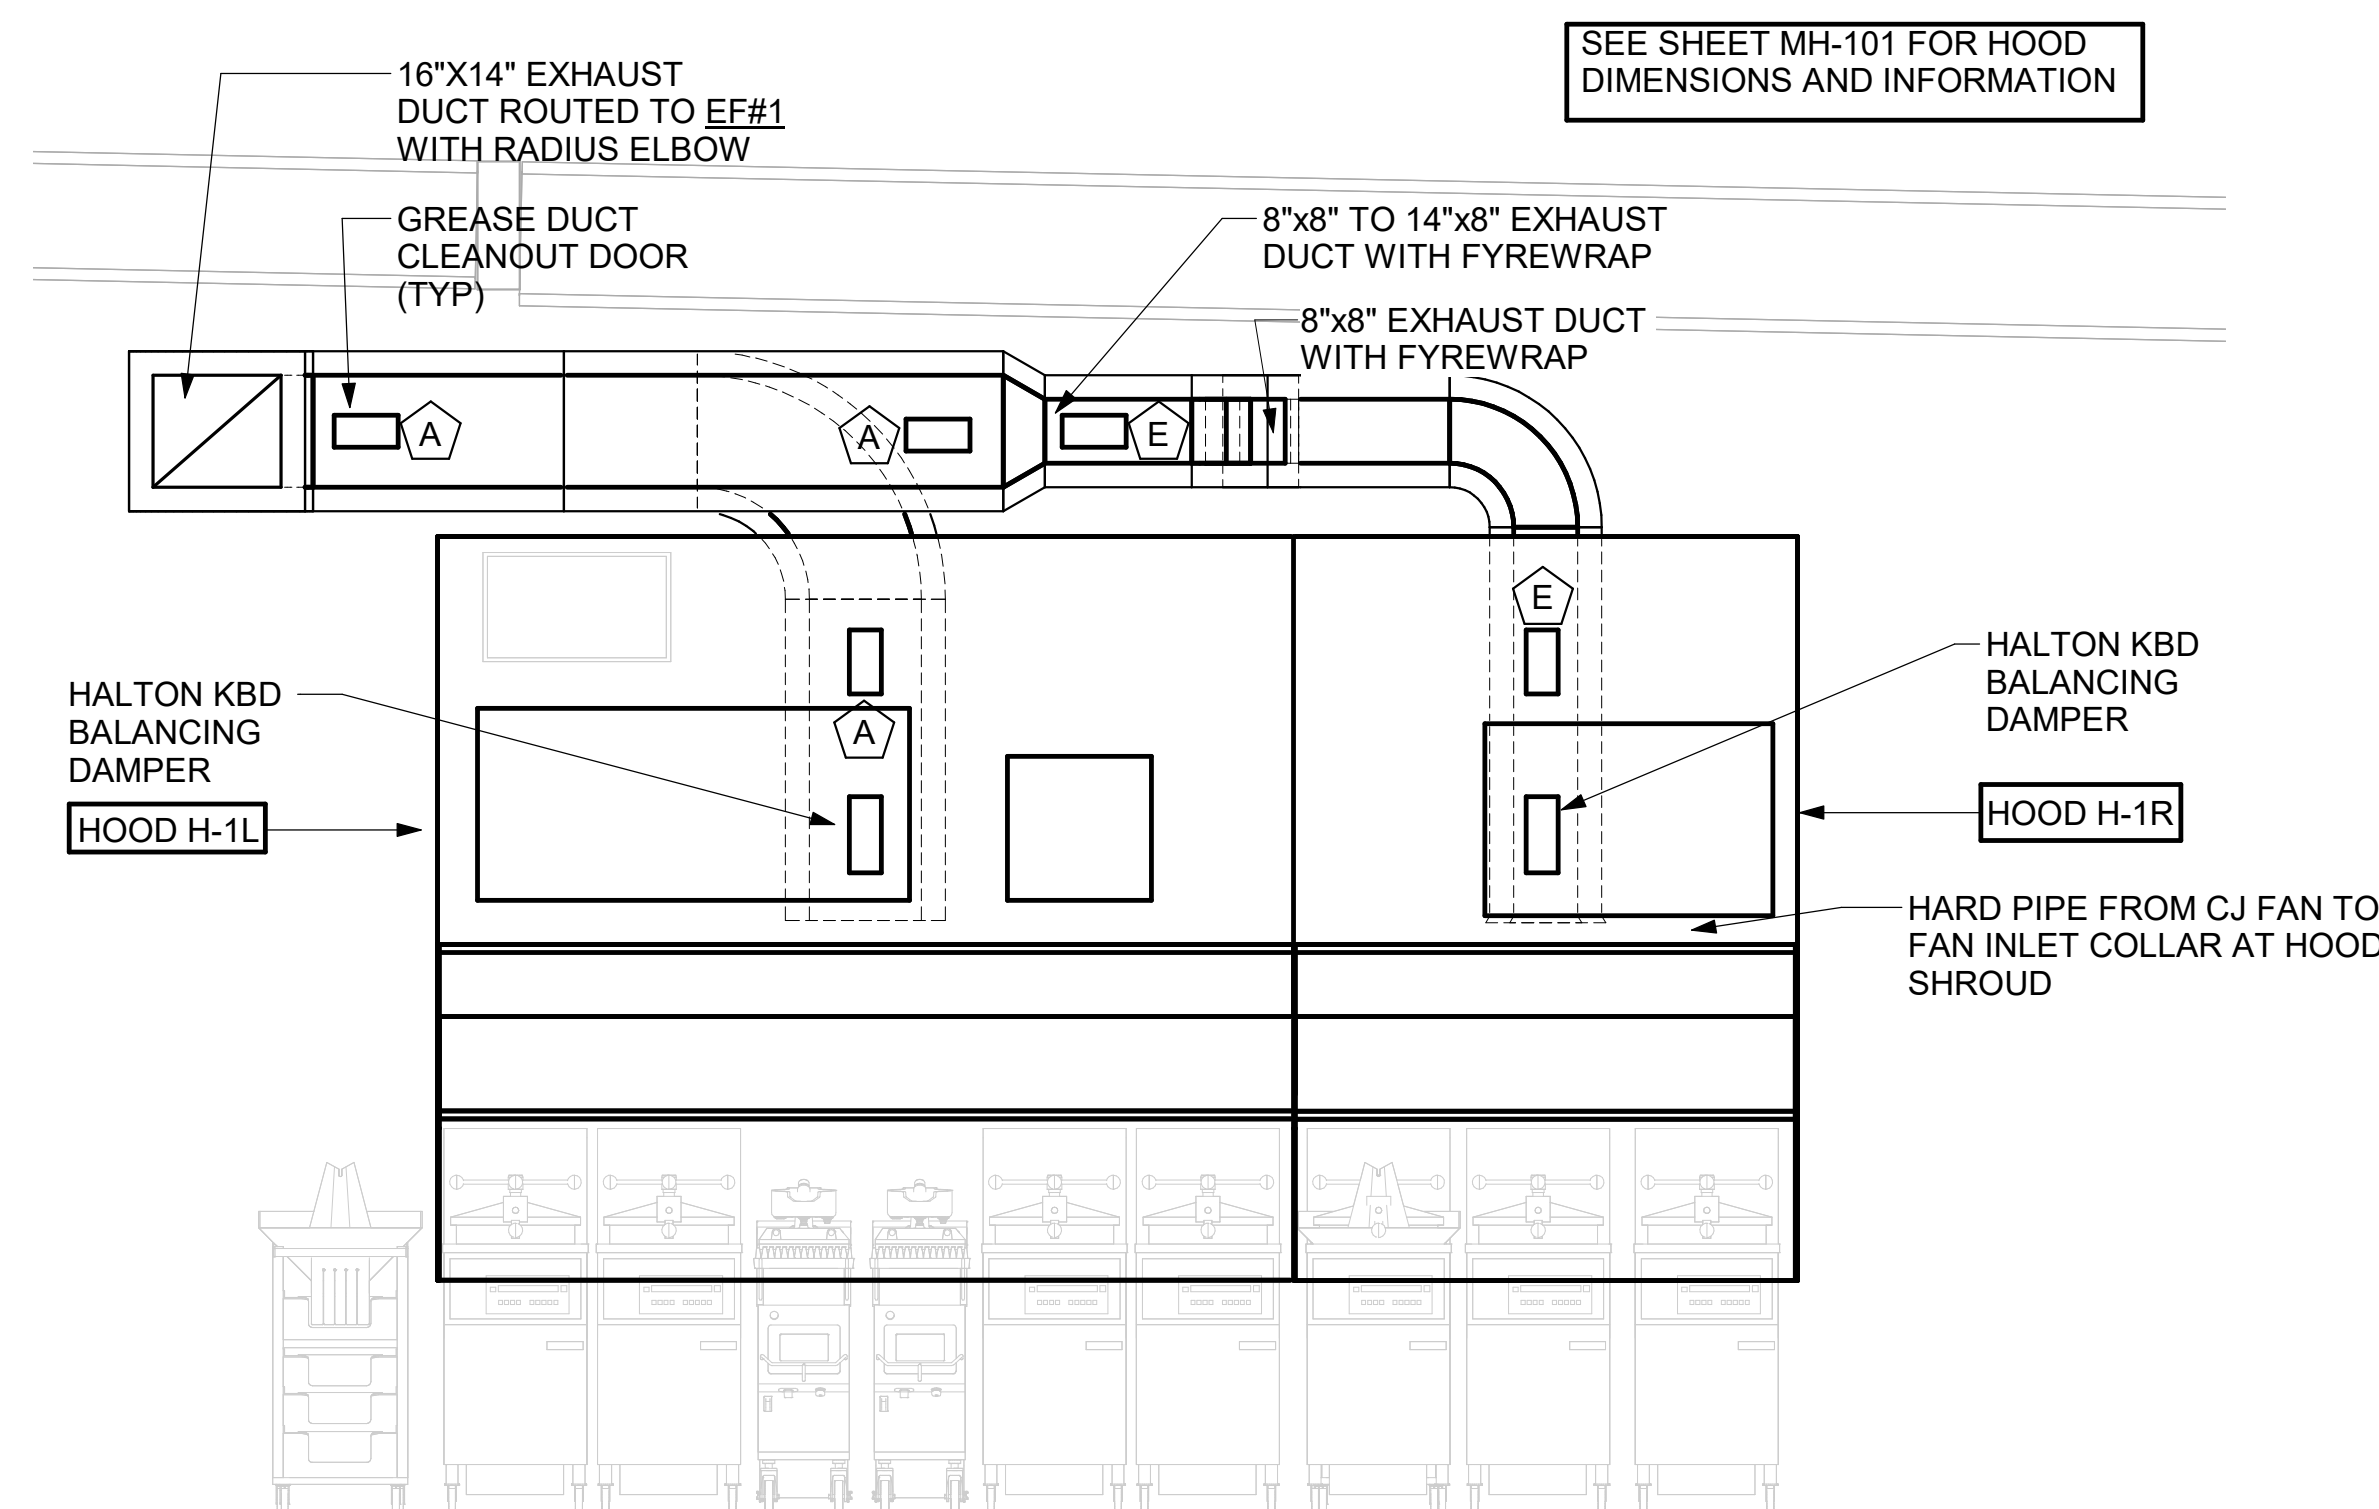 SEE SHEET MH-101 FOR HOOD
DIMENSIONS AND INFORMATION
16"X14" EXHAUST
DUCT ROUTED TO EF#1
WITH RADIUS ELBOW
GREASE DUCT
CLEANOUT DOOR
(TYP)
8"x8" TO 14"x8" EXHAUST
DUCT WITH FYREWRAP
8"x8" EXHAUST DUCT
WITH FYREWRAP
A
A
E
E
A
HALTON KBD
BALANCING
DAMPER
HOOD H-1L
HALTON KBD
BALANCING
DAMPER
HOOD H-1R
HARD PIPE FROM CJ FAN TO
FAN INLET COLLAR AT HOOD
SHROUD